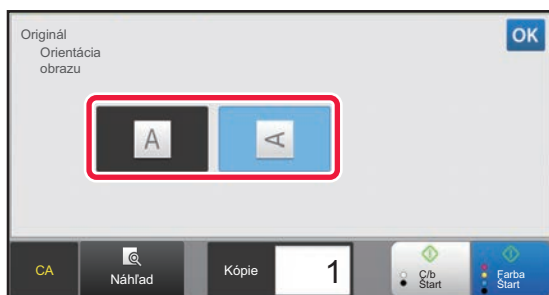 Originál
Orientácia
obrazu
OK
A
A
CA
Náhľad
Kópie
1
Č/b
Štart
Farba
Štart